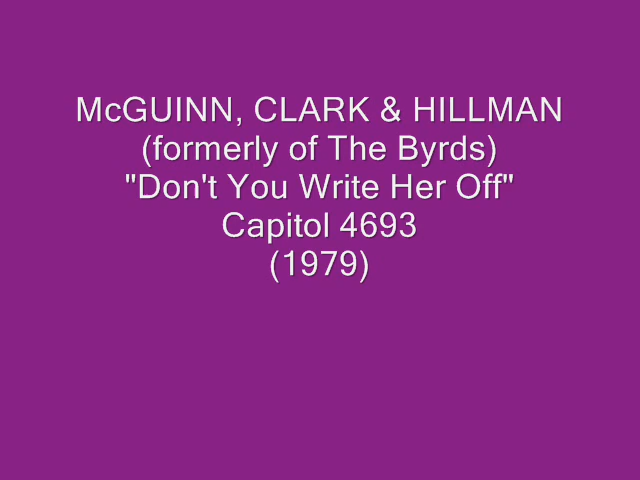 McGUINN, CLARK & HILLMAN
(formerly of The Byrds)
"Don't You Write Her Off"
Capitol 4693
(1979)